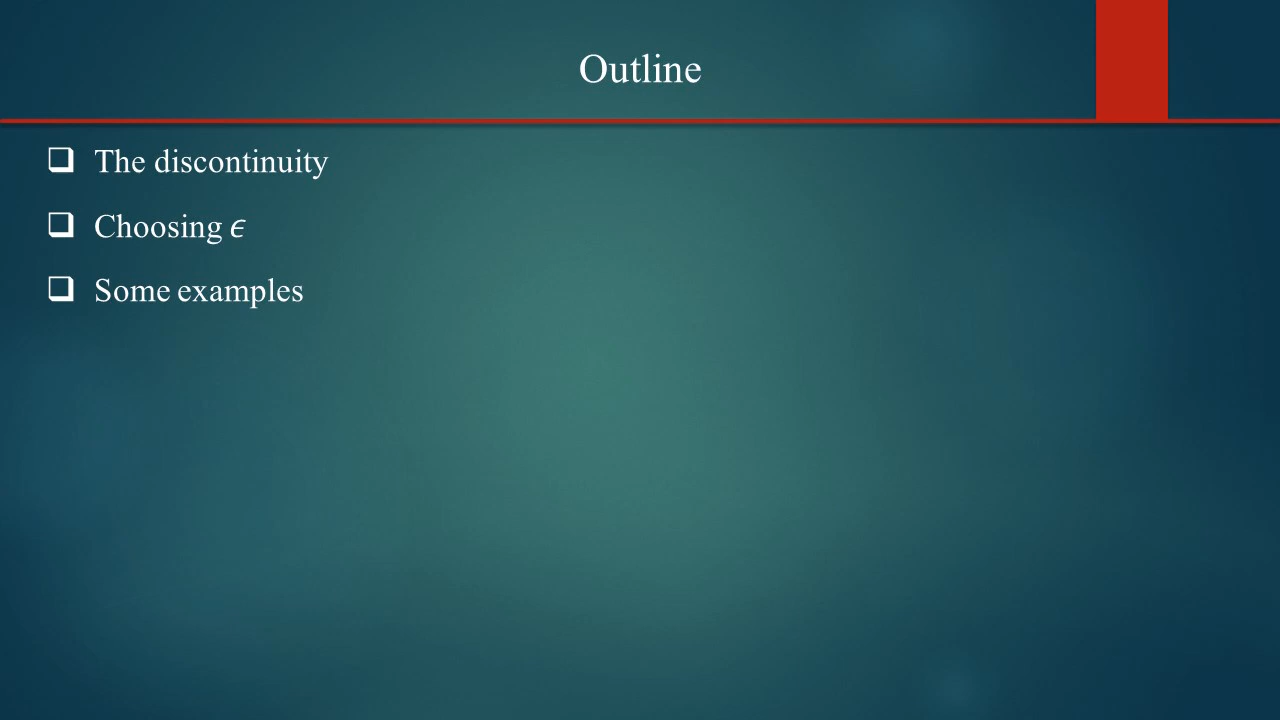 Outline
❑ The discontinuity
❑ Choosing ϵ
❑ Some examples